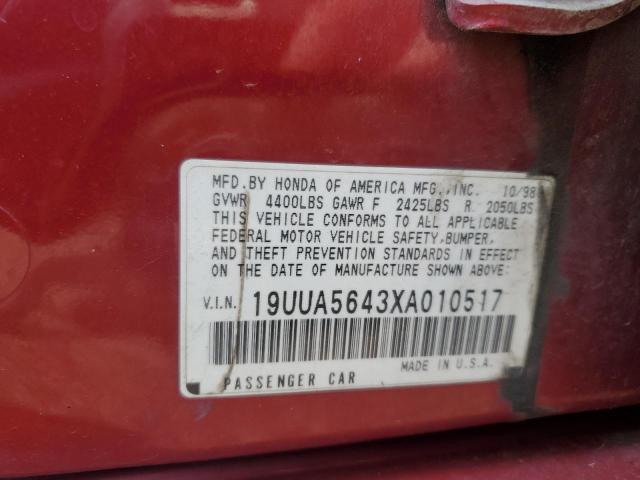 MFD.BY HONDA OF AMERICA MFG.,INC. 10/98
GVWR 4400LBS GAWR F 2425LBS R 2050LBS
THIS VEHICLE CONFORMS TO ALL APPLICABLE
FEDERAL MOTOR VEHICLE SAFETY,BUMPER,
AND THEFT PREVENTION STANDARDS IN EFFECT
ON THE DATE OF MANUFACTURE SHOWN ABOVE:
V.I.N. 19UUA5643XA010517
PASSENGER CAR MADE IN U.S.A.